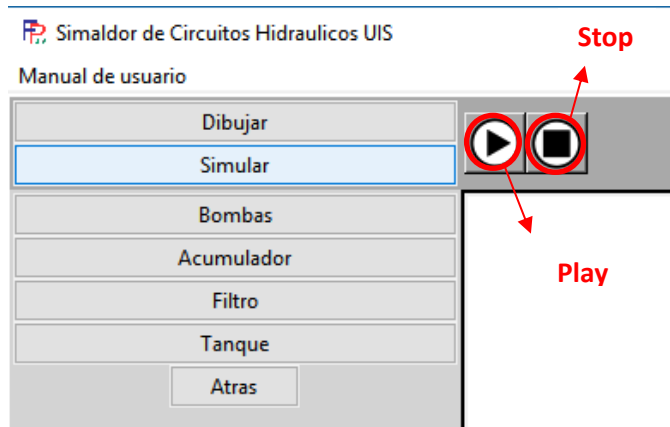 Simaldor de Circuitos Hidraulicos UIS
Stop
Manual de usuario
Dibujar
Simular
Bombas
Acumulador
Play
Filtro
Tanque
Atras